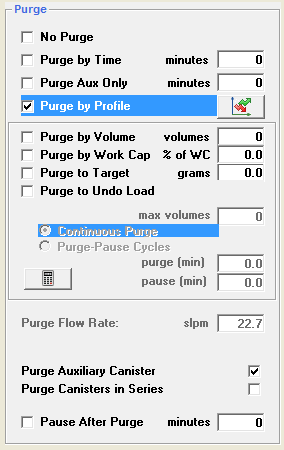 Purge
No Purge
Purge by Time minutes 0
Purge Aux Only minutes 0
Purge by Profile
Purge by Volume volumes 0
Purge by Work Cap % of WC 0.0
Purge to Target grams 0.0
Purge to Undo Load
max volumes 0
Continuous Purge
Purge-Pause Cycles
purge (min) 0.0
pause (min) 0.0
Purge Flow Rate: slpm 22.7
Purge Auxiliary Canister
Purge Canisters in Series
Pause After Purge minutes 0